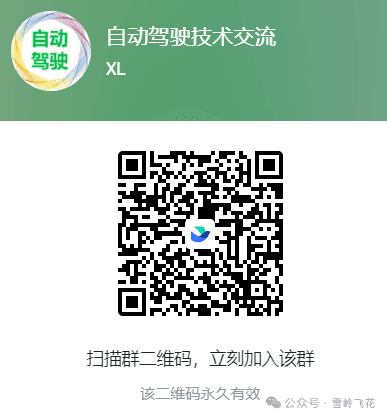 自动
驾驶
自动驾驶技术交流
XL
扫描群二维码，立刻加入该群
该二维码永久有效
公众号 · 雪岭飞花